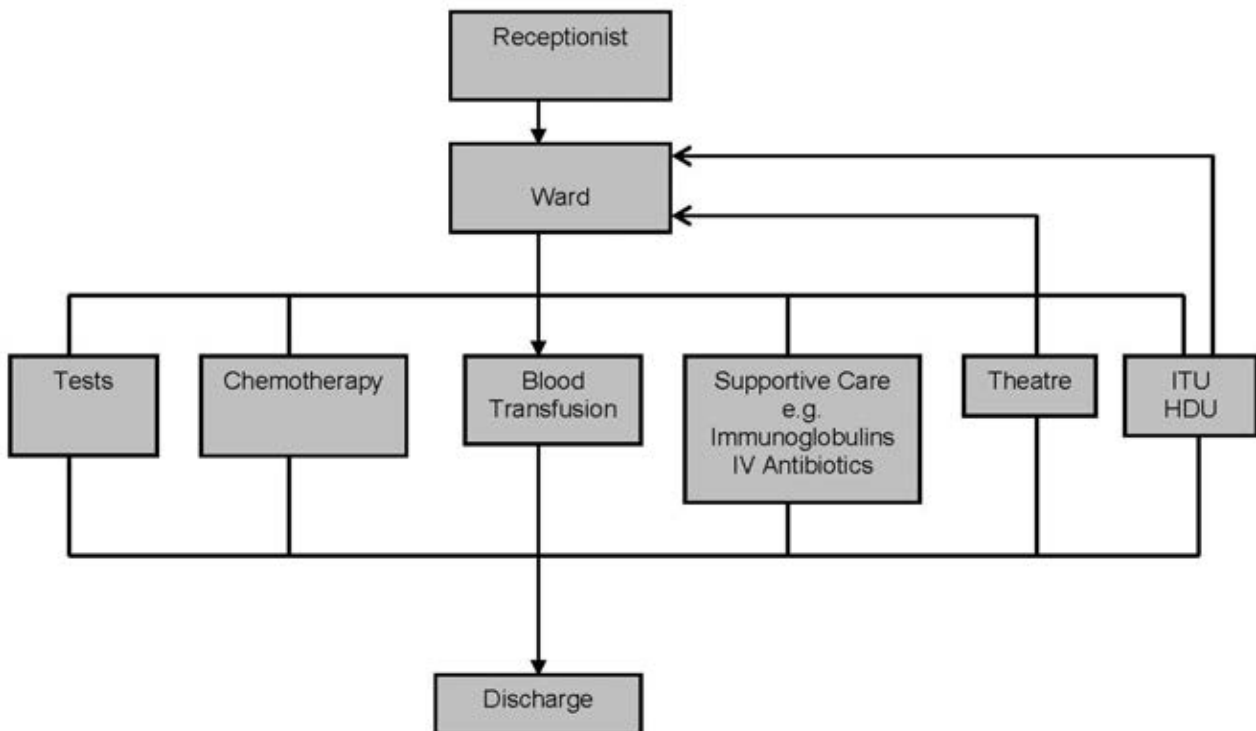 Receptionist
Ward
Tests
Chemotherapy
Blood
Transfusion
Supportive Care
e.g.
Immunoglobulins
IV Antibiotics
Theatre
ITU
HDU
Discharge